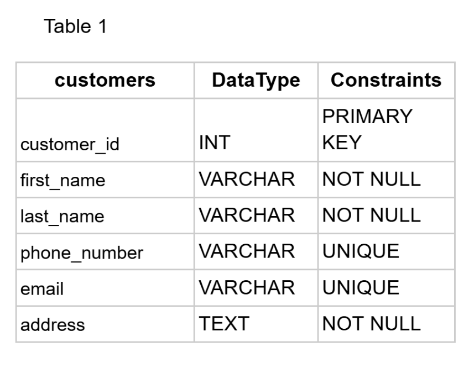 Table 1
customers DataType Constraints
customer_id INT PRIMARY KEY
first_name VARCHAR NOT NULL
last_name VARCHAR NOT NULL
phone_number VARCHAR UNIQUE
email VARCHAR UNIQUE
address TEXT NOT NULL